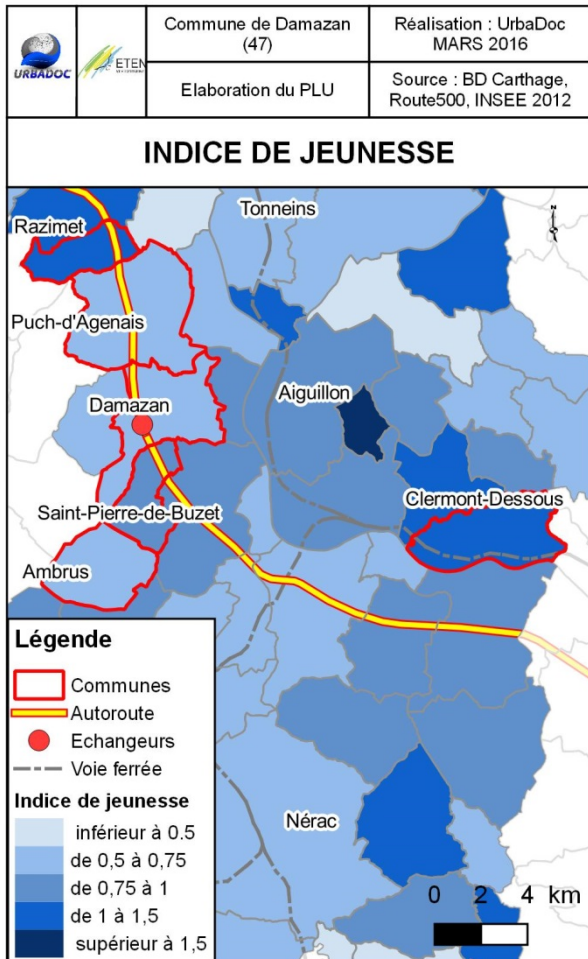 URBADOC
ETEN
Commune de Damazan
(47)
Réalisation : UrbaDoc
MARS 2016
Elaboration du PLU
Source : BD Carthage,
Route500, INSEE 2012
INDICE DE JEUNESSE
Tonneins
N
Razimet
Puch-d'Agenais
Aiguillon
Damazan
Clermont-Dessous
Saint-Pierre-de-Buzet
Ambrus
Légende
Communes
Autoroute
Echangeurs
Voie ferrée
Indice de jeunesse
inférieur à 0.5
de 0,5 à 0,75
de 0,75 à 1
de 1 à 1,5
supérieur à 1,5
Nérac
0 2 4 km